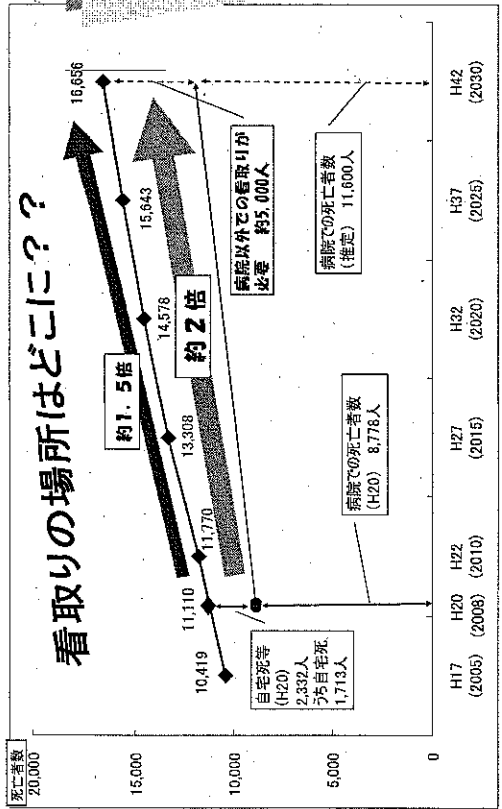 看取りの場所はどこに??
死亡者数
20,000
15,000
10,000
5,000
0
10,419
11,110
11,770
13,308
14,578
15,643
16,656
約1.5倍
約2倍
自宅死等
(H20)
2,332人
うち自宅死
1,713人
病院での死亡者数
(H20) 8,778人
病院以外での看取りが
必要 約5,000人
病院での死亡者数
(推定) 11,600人
H17
(2005)
H20
(2008)
H22
(2010)
H27
(2015)
H32
(2020)
H37
(2025)
H42
(2030)